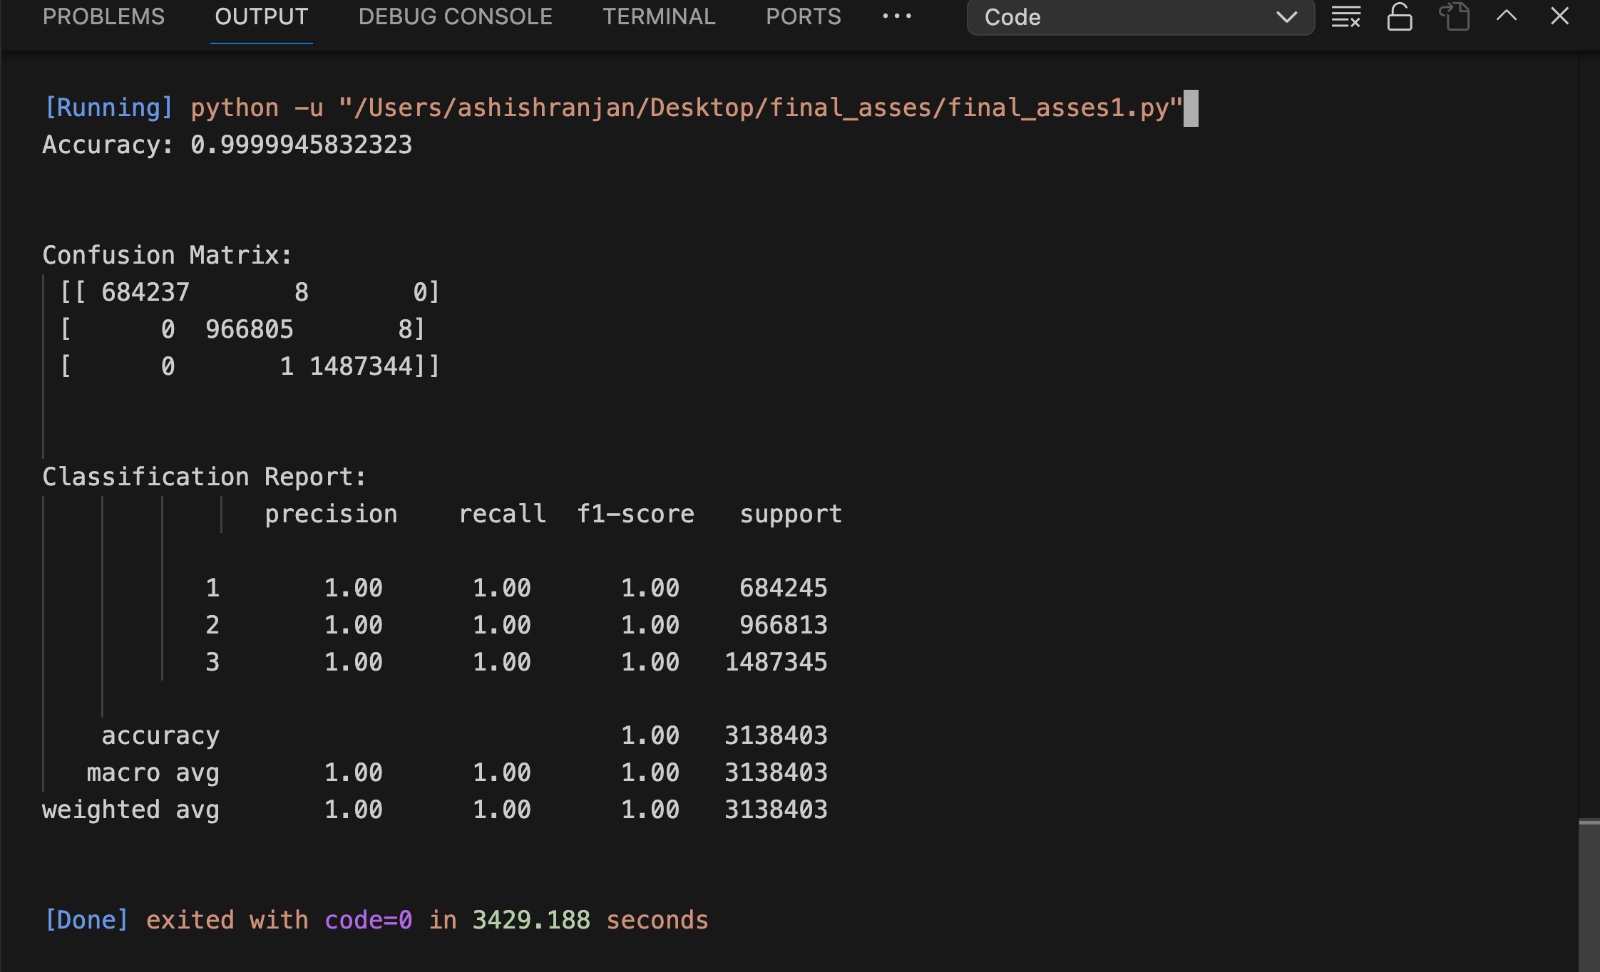 PROBLEMS OUTPUT DEBUG CONSOLE TERMINAL PORTS ··· Code
[Running] python -u "/Users/ashishranjan/Desktop/final_asses/final_asses1.py"
Accuracy: 0.9999945832323
Confusion Matrix:
[[ 684237 8 0]
[ 0 966805 8]
[ 0 1 1487344]]
Classification Report:
precision recall f1-score support
1 1.00 1.00 1.00 684245
2 1.00 1.00 1.00 966813
3 1.00 1.00 1.00 1487345
accuracy 1.00 3138403
macro avg 1.00 1.00 1.00 3138403
weighted avg 1.00 1.00 1.00 3138403
[Done] exited with code=0 in 3429.188 seconds